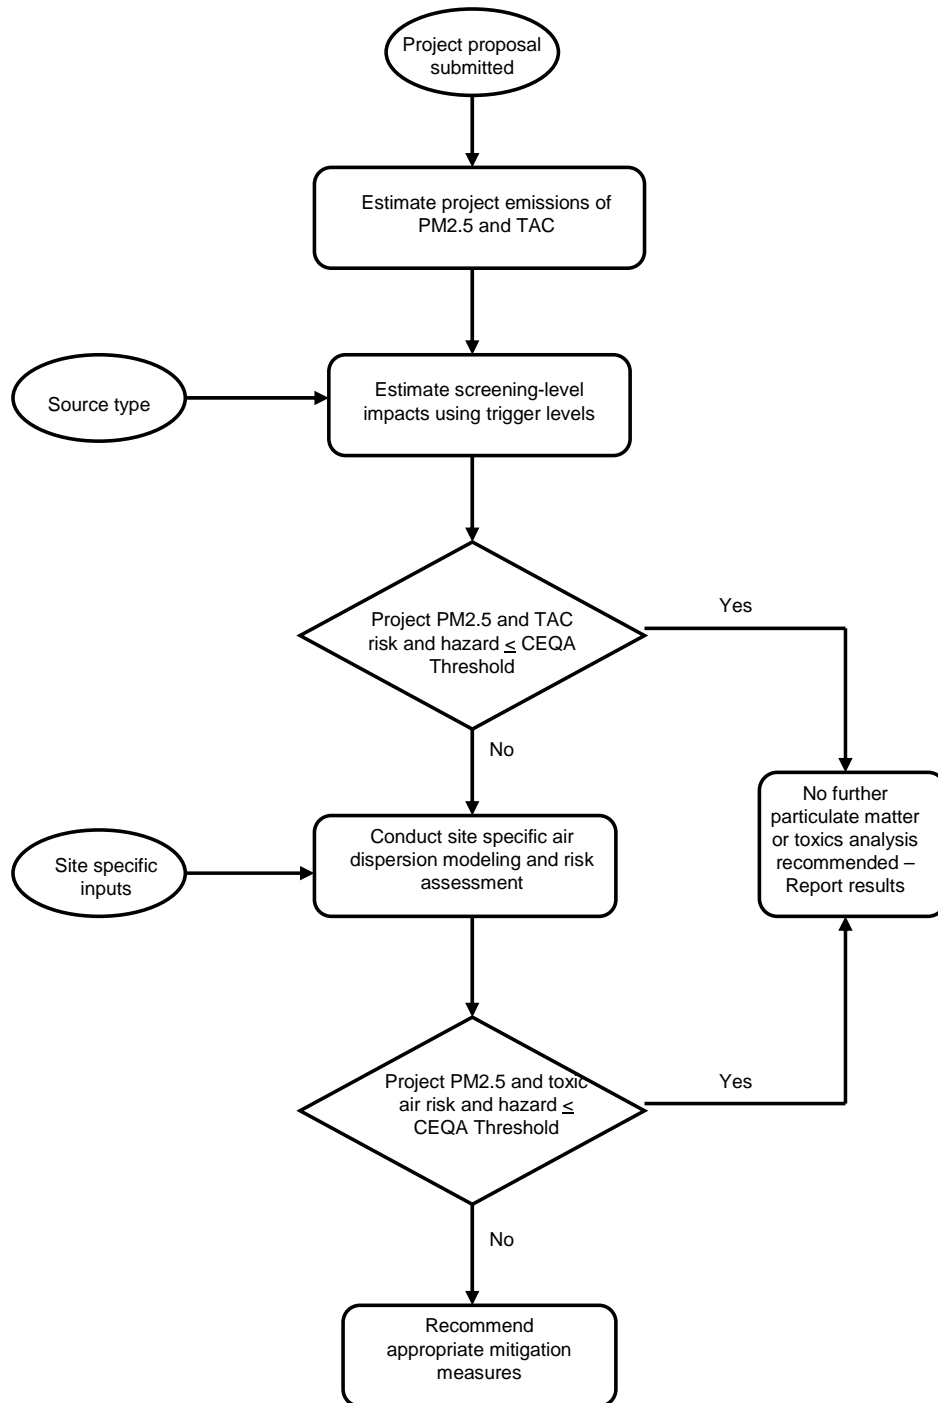 Project proposal
submitted
Estimate project emissions of
PM2.5 and TAC
Source type
Estimate screening-level
impacts using trigger levels
Project PM2.5 and TAC
risk and hazard ≤ CEQA
Threshold
Yes
No
No further
particulate matter
or toxics analysis
recommended –
Report results
Site specific
inputs
Conduct site specific air
dispersion modeling and risk
assessment
Project PM2.5 and toxic
air risk and hazard ≤
CEQA Threshold
Yes
No
Recommend
appropriate mitigation
measures